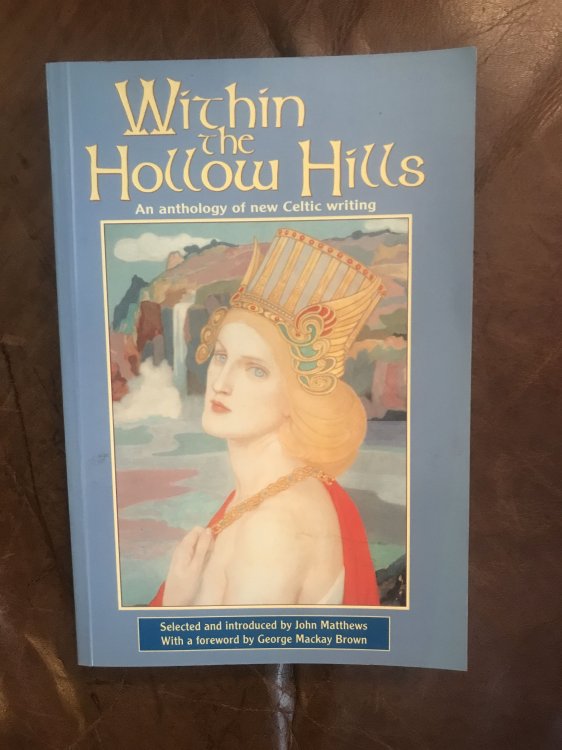 Within
the
Hollow Hills
An anthology of new Celtic writing
Selected and introduced by John Matthews
With a foreword by George Mackay Brown